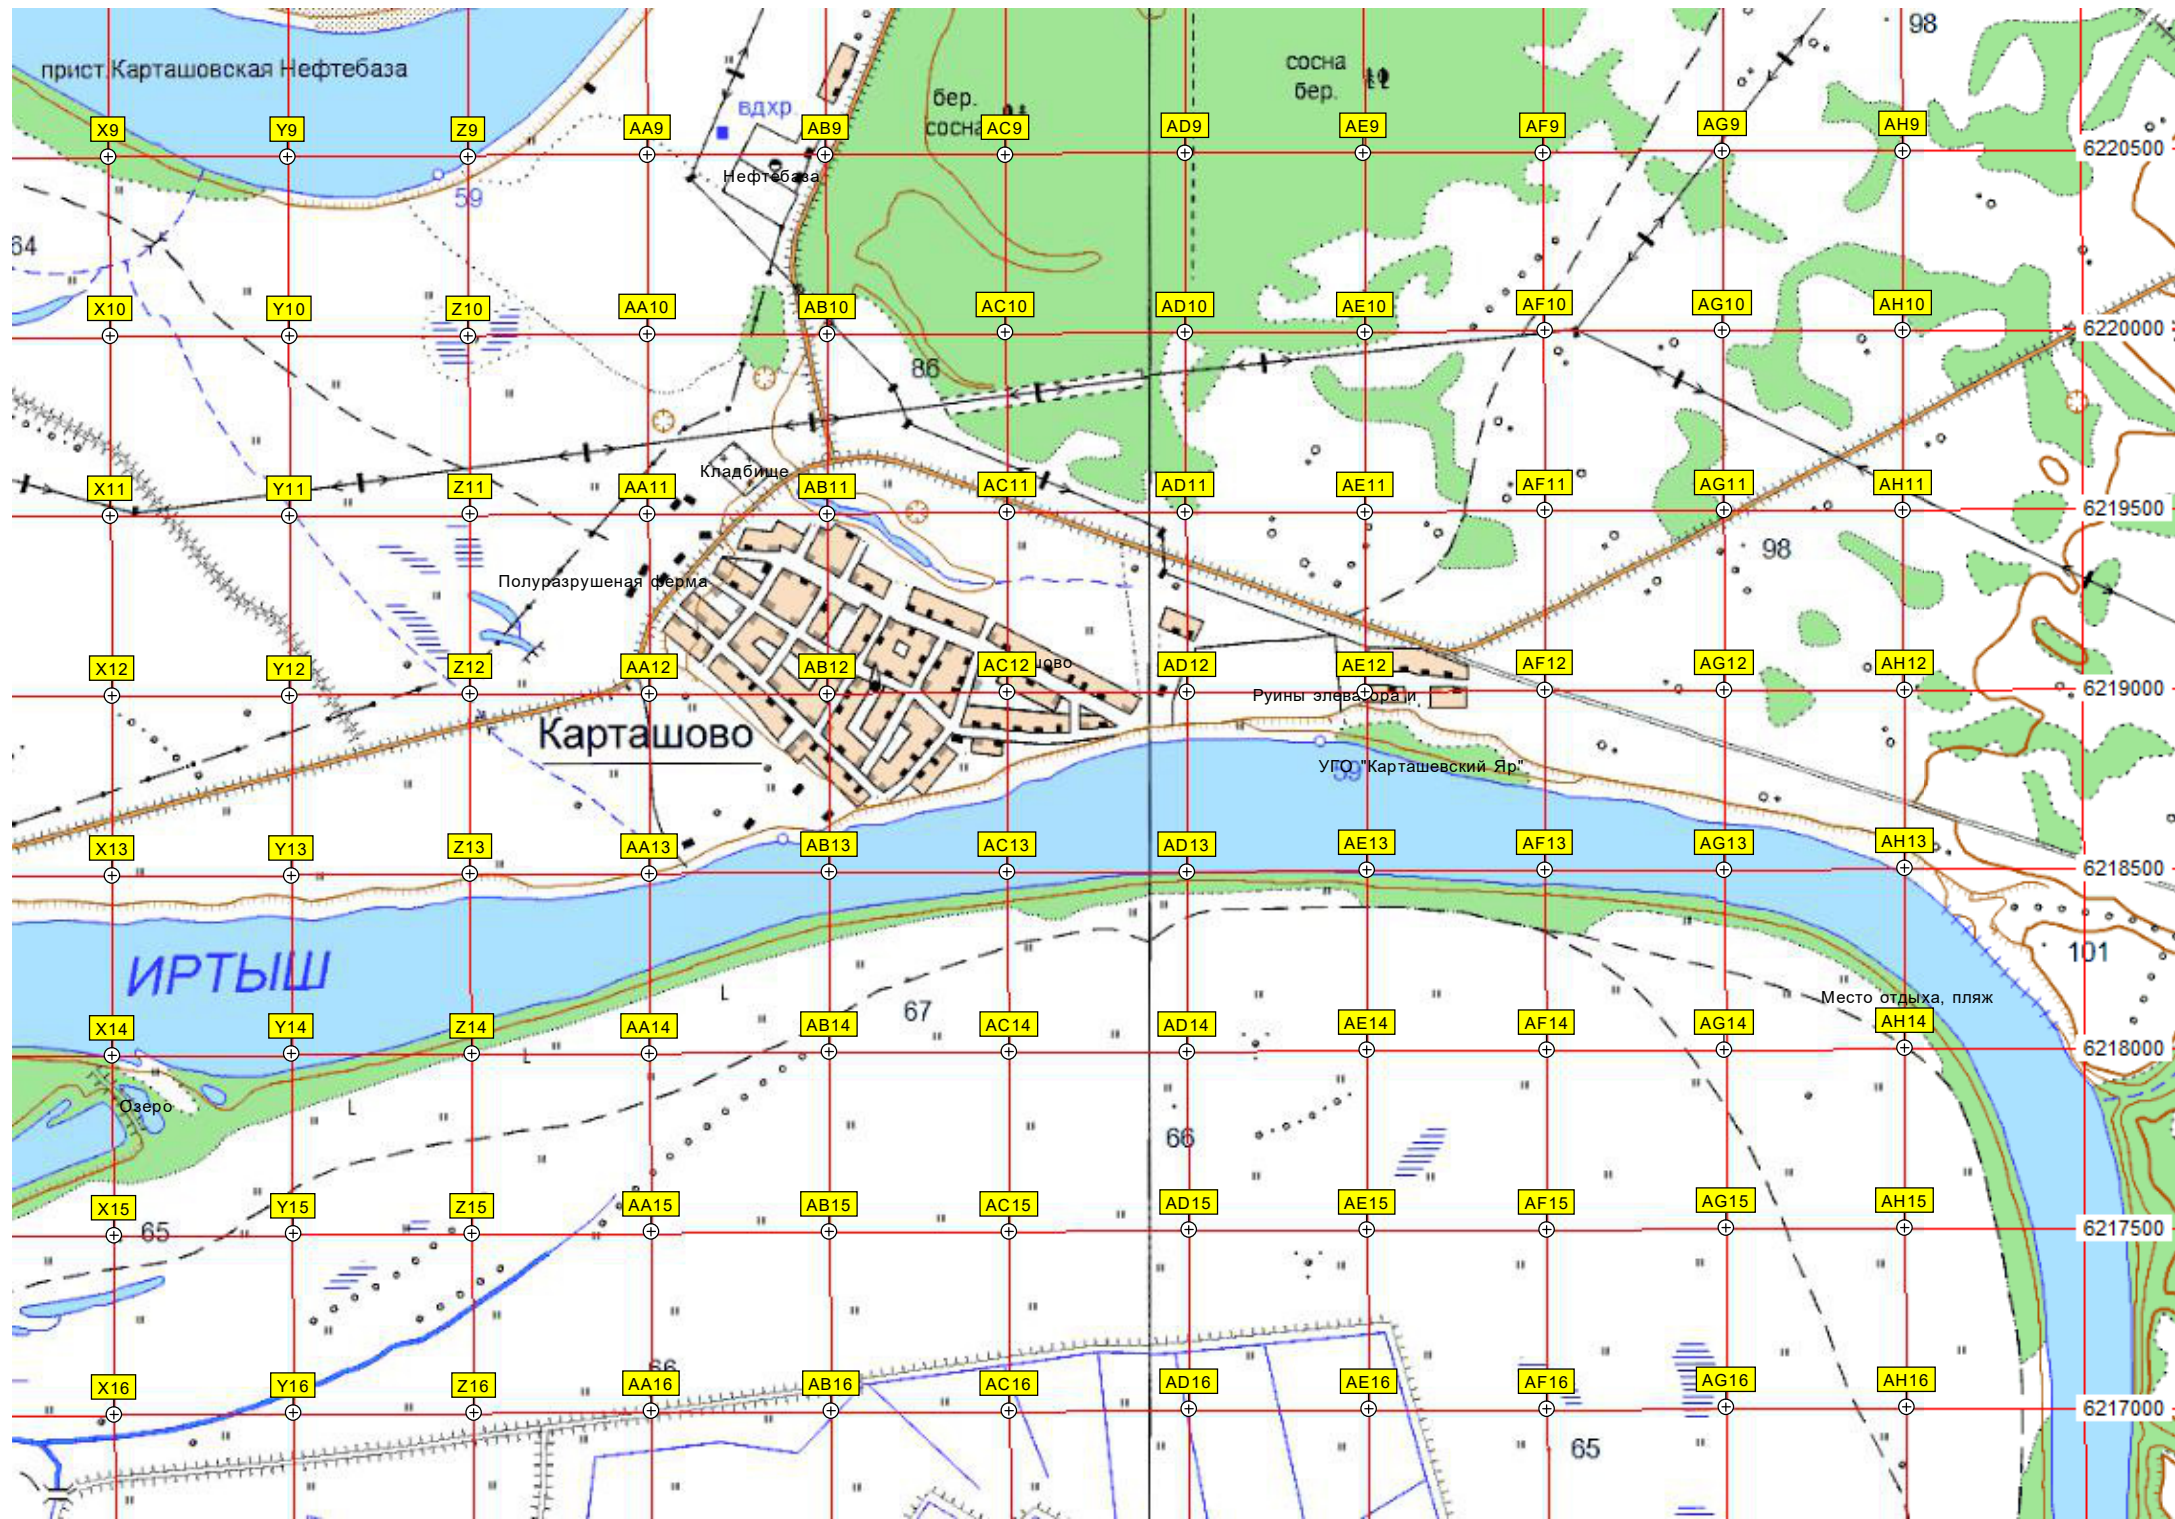 98
прист.Карташовская Нефтебаза
сосна
бер.
бер.
сосна
вдхр.
X9 Y9 Z9 AA9 AB9 AC9 AD9 AE9 AF9 AG9 AH9
6220500
Нефтебаза
59
64
X10 Y10 Z10 AA10 AB10 AC10 AD10 AE10 AF10 AG10 AH10
6220000
86
Кладбище
X11 Y11 Z11 AA11 AB11 AC11 AD11 AE11 AF11 AG11 AH11
6219500
98
Полуразрушеная ферма
X12 Y12 Z12 AA12 AB12 AC12 AD12 AE12 AF12 AG12 AH12
6219000
Руины элеватора и
Карташово
УГО "Карташевский Яр"
59
X13 Y13 Z13 AA13 AB13 AC13 AD13 AE13 AF13 AG13 AH13
6218500
ИРТЫШ
101
Место отдыха, пляж
67
X14 Y14 Z14 AA14 AB14 AC14 AD14 AE14 AF14 AG14 AH14
6218000
Озеро
66
X15 Y15 Z15 AA15 AB15 AC15 AD15 AE15 AF15 AG15 AH15
65
6217500
66
X16 Y16 Z16 AA16 AB16 AC16 AD16 AE16 AF16 AG16 AH16
6217000
65